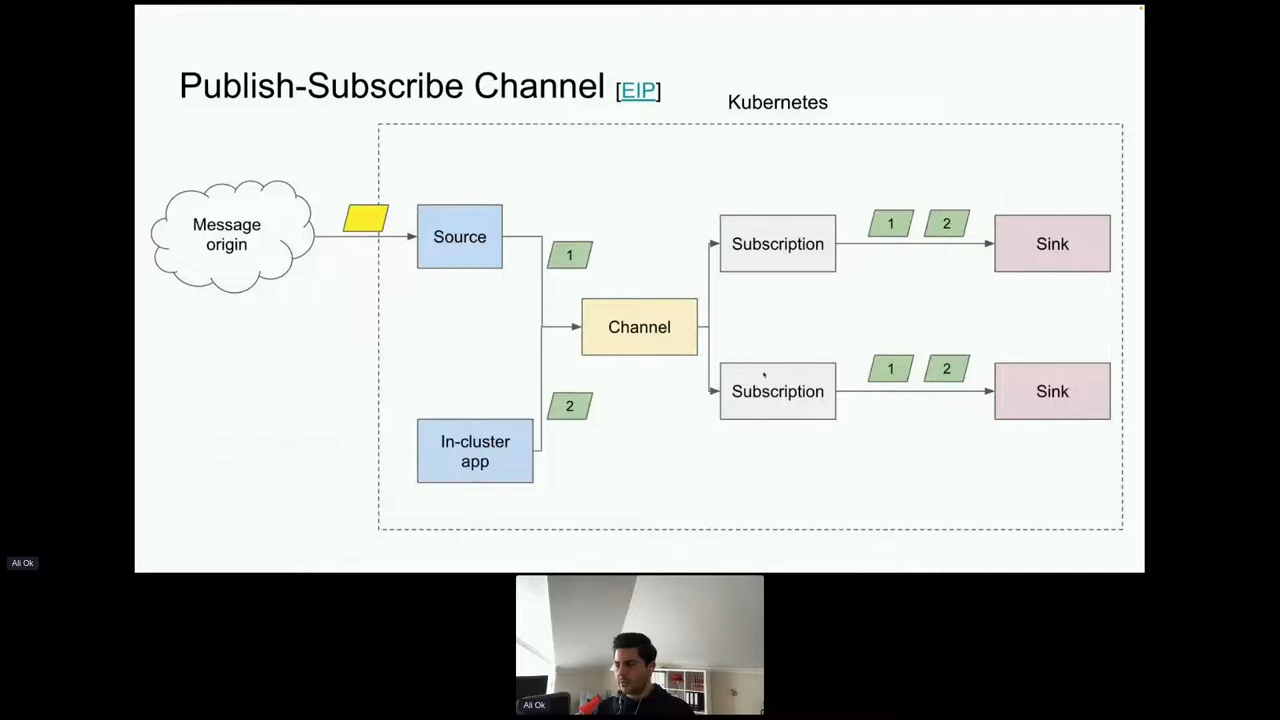 Publish-Subscribe Channel [EIP]
Kubernetes
Message
origin
Source
1
Channel
2
In-cluster
app
Subscription
1
2
Sink
Subscription
1
2
Sink
Ali Ok
Ali Ok